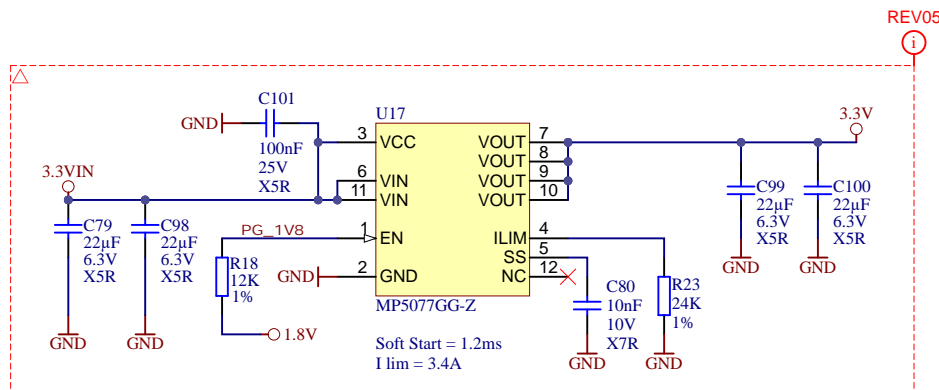 REV05
i
C101
GND
100nF
25V
X5R
U17
3 VCC
6 VIN
11 VIN
1 EN
2 GND
VOUT 7
VOUT 8
VOUT 9
VOUT 10
ILIM 4
SS 5
NC 12
MP5077GG-Z
3.3VIN
C79
22µF
6.3V
X5R
GND
C98
22µF
6.3V
X5R
GND
PG_1V8
R18
12K
1%
1.8V
GND
Soft Start = 1.2ms
I lim = 3.4A
C80
10nF
10V
X7R
GND
R23
24K
1%
GND
3.3V
C99
22µF
6.3V
X5R
GND
C100
22µF
6.3V
X5R
GND